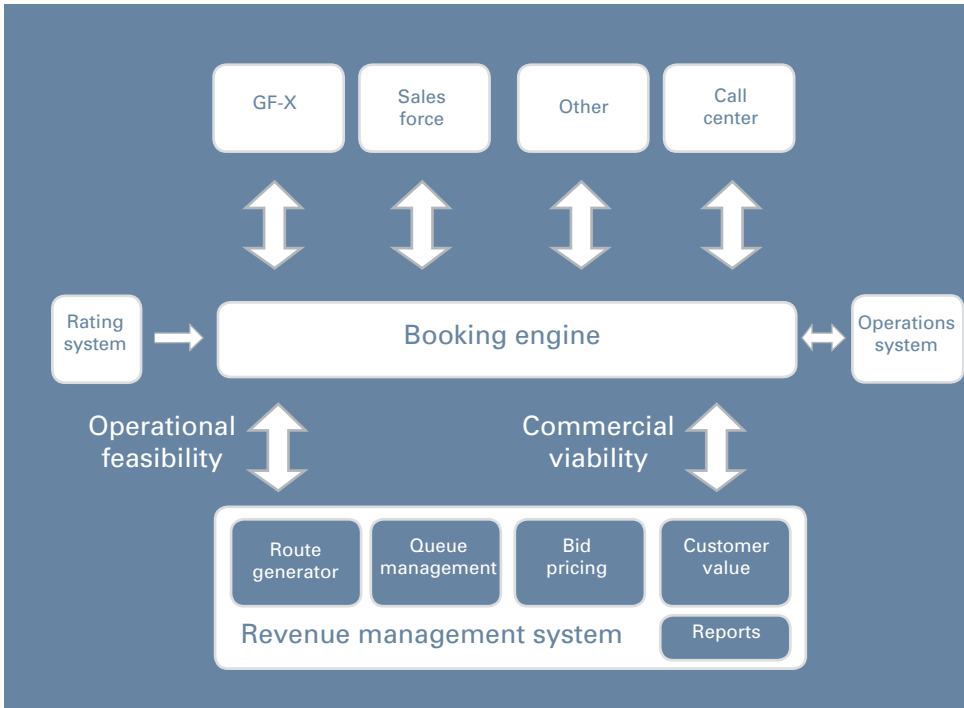 GF-X
Sales
force
Other
Call
center
Rating
system
Booking engine
Operations
system
Operational
feasibility
Commercial
viability
Route
generator
Queue
management
Bid
pricing
Customer
value
Revenue management system
Reports